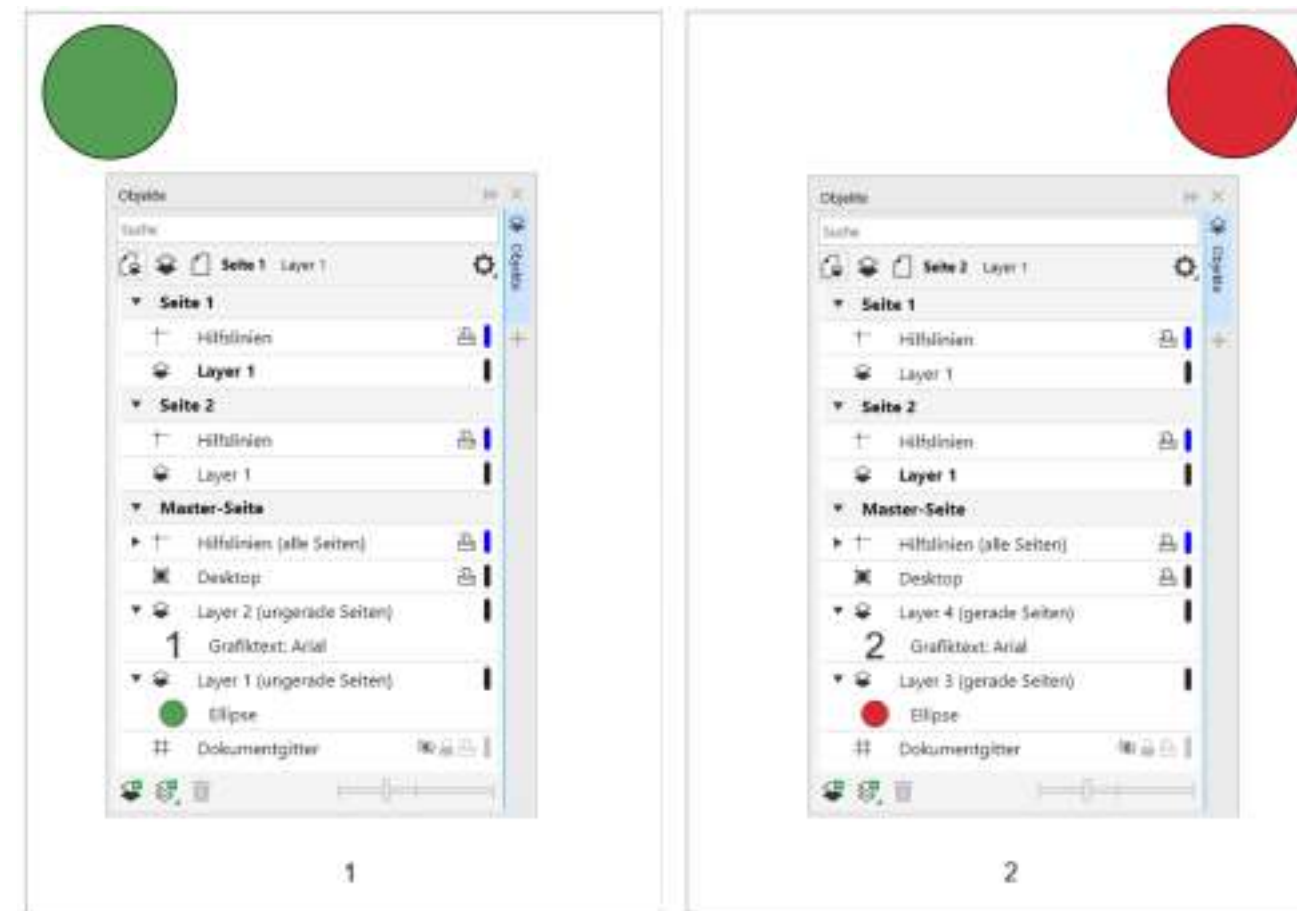 Objekte
Suche
Seite 1 Layer 1
Objekte
Seite 1
Hilfslinien
Layer 1
Seite 2
Hilfslinien
Layer 1
Master-Seite
Hilfslinien (alle Seiten)
Desktop
Layer 2 (ungerade Seiten)
1 Grafiktext: Arial
Layer 1 (ungerade Seiten)
Ellipse
Dokumentgitter
1
Objekte
Suche
Seite 2 Layer 1
Objekte
Seite 1
Hilfslinien
Layer 1
Seite 2
Hilfslinien
Layer 1
Master-Seite
Hilfslinien (alle Seiten)
Desktop
Layer 4 (gerade Seiten)
2 Grafiktext: Arial
Layer 3 (gerade Seiten)
Ellipse
Dokumentgitter
2